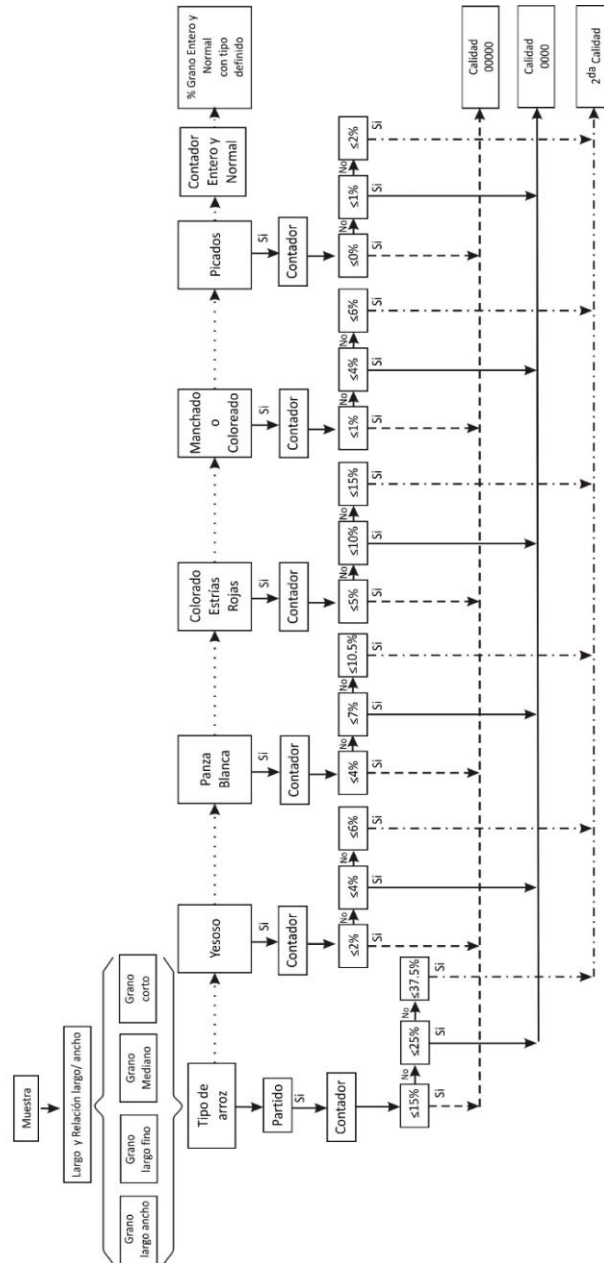 Muestra
Largo y Relación largo/ ancho
Grano
largo ancho
Grano
largo fino
Grano
Mediano
Grano
corto
Tipo de
arroz
Partido
Si
Contador
≤15%
No
≤25%
No
≤37.5%
Si
Si
Si
Yesoso
Si
Contador
≤2%
No
≤4%
No
≤6%
Si
Si
Si
Panza
Blanca
Si
Contador
≤4%
No
≤7%
No
≤10.5%
Si
Si
Si
Colorado
Estrías
Rojas
Si
Contador
≤5%
No
≤10%
No
≤15%
Si
Si
Si
Manchado
o
Coloreado
Si
Contador
≤1%
No
≤4%
No
≤6%
Si
Si
Si
Picados
Si
Contador
≤0%
No
≤1%
No
≤2%
Si
Si
Si
Contador
Entero y
Normal
% Grano Entero y
Normal
con tipo
definido
Calidad
00000
Calidad
0000
2da Calidad